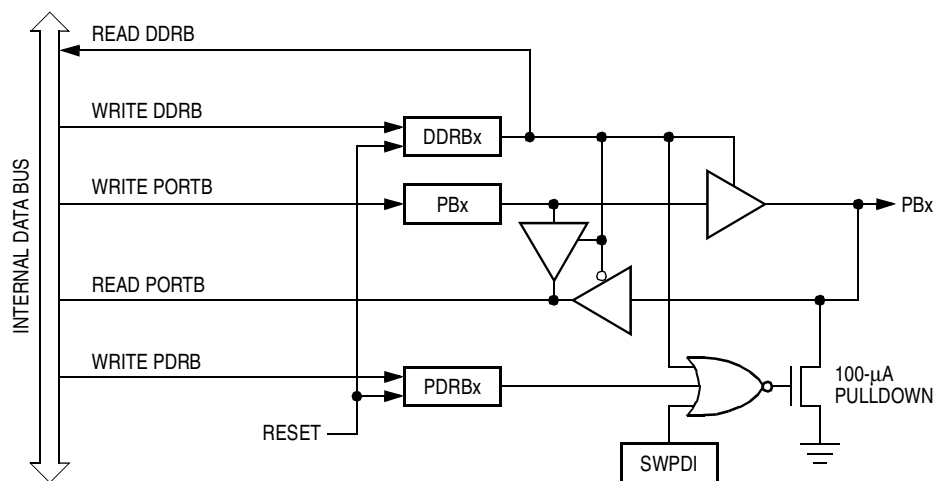 READ DDRB
WRITE DDRB
DDRBx
WRITE PORTB
PBx
PBx
INTERNAL DATA BUS
READ PORTB
WRITE PDRB
PDRBx
100-µA
PULLDOWN
RESET
SWPDI